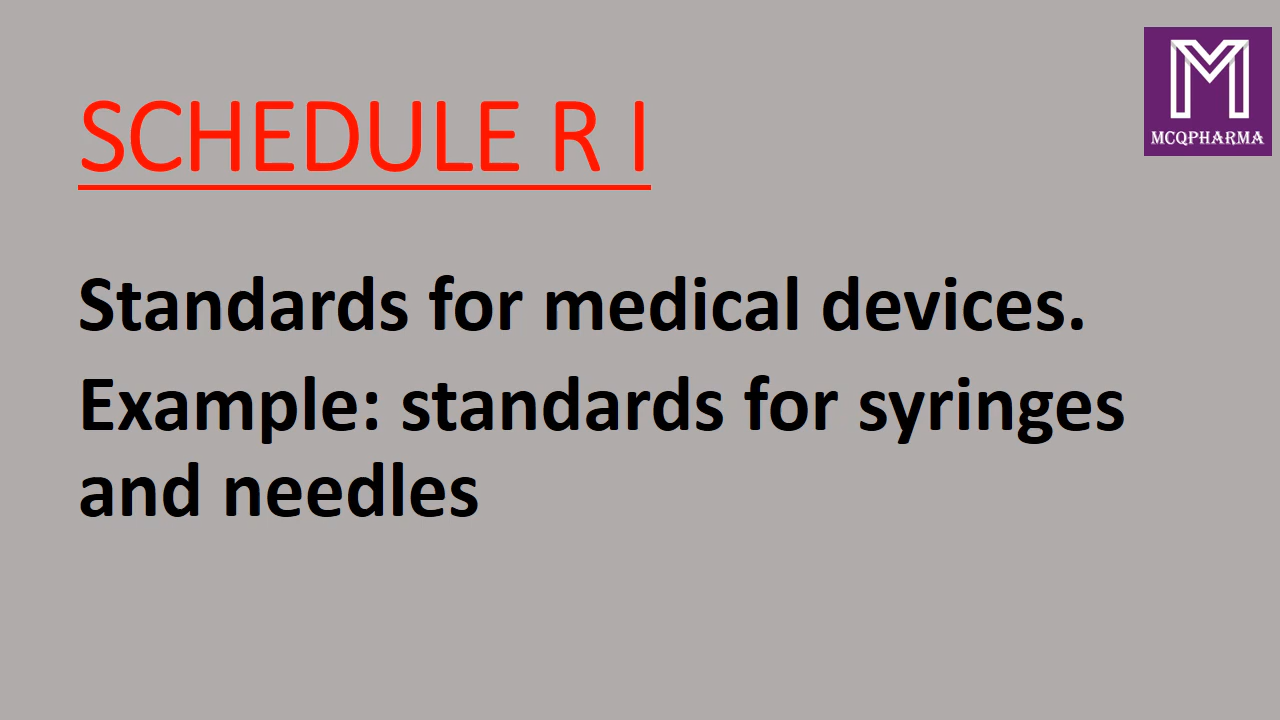 SCHEDULE R I
M
MCQPHARMA
Standards for medical devices.
Example: standards for syringes
and needles